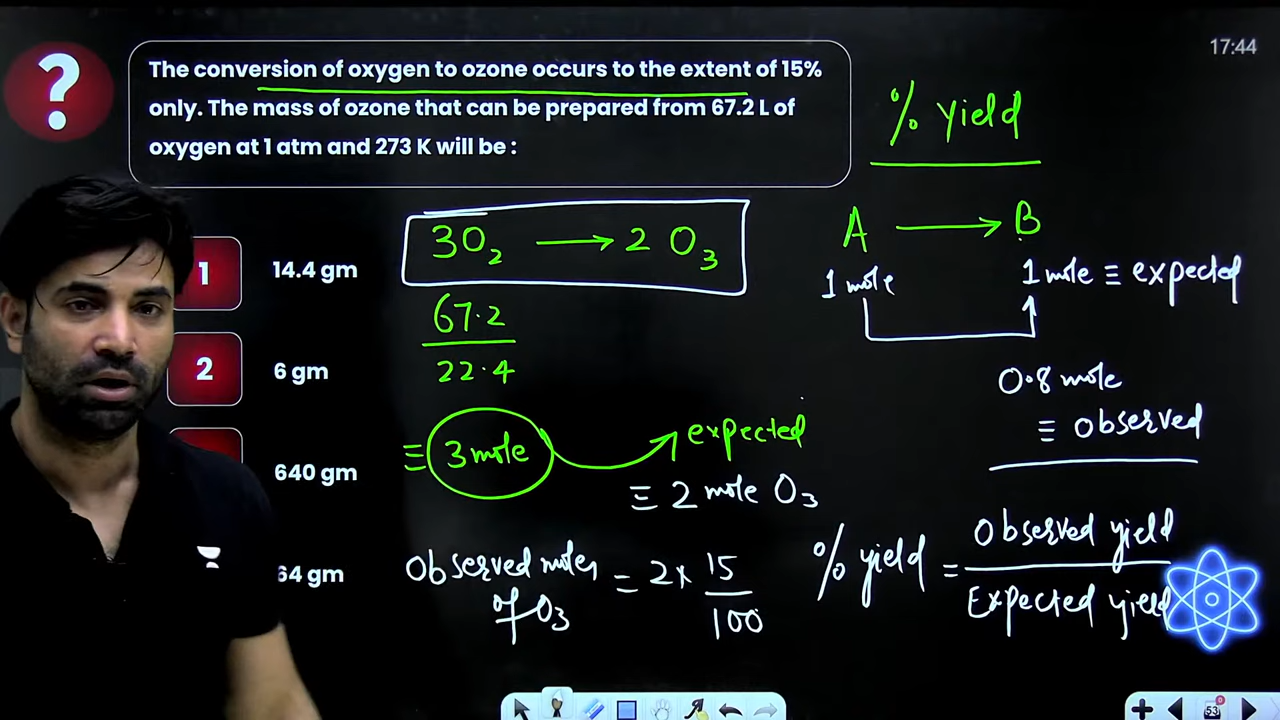 17:44
?
The conversion of oxygen to ozone occurs to the extent of 15%
only. The mass of ozone that can be prepared from 67.2 L of
oxygen at 1 atm and 273 K will be :
1 14.4 gm
2 6 gm
640 gm
64 gm
3O₂ → 2 O₃
67.2
22.4
≡ 3 mole
expected
≡ 2 mole O₃
Observed moles
of O₃
= 2 × 15
100
% Yield
A → B
1 mole
1 mole ≡ expected
0.8 mole
≡ observed
% yield = Observed yield
Expected yield
53